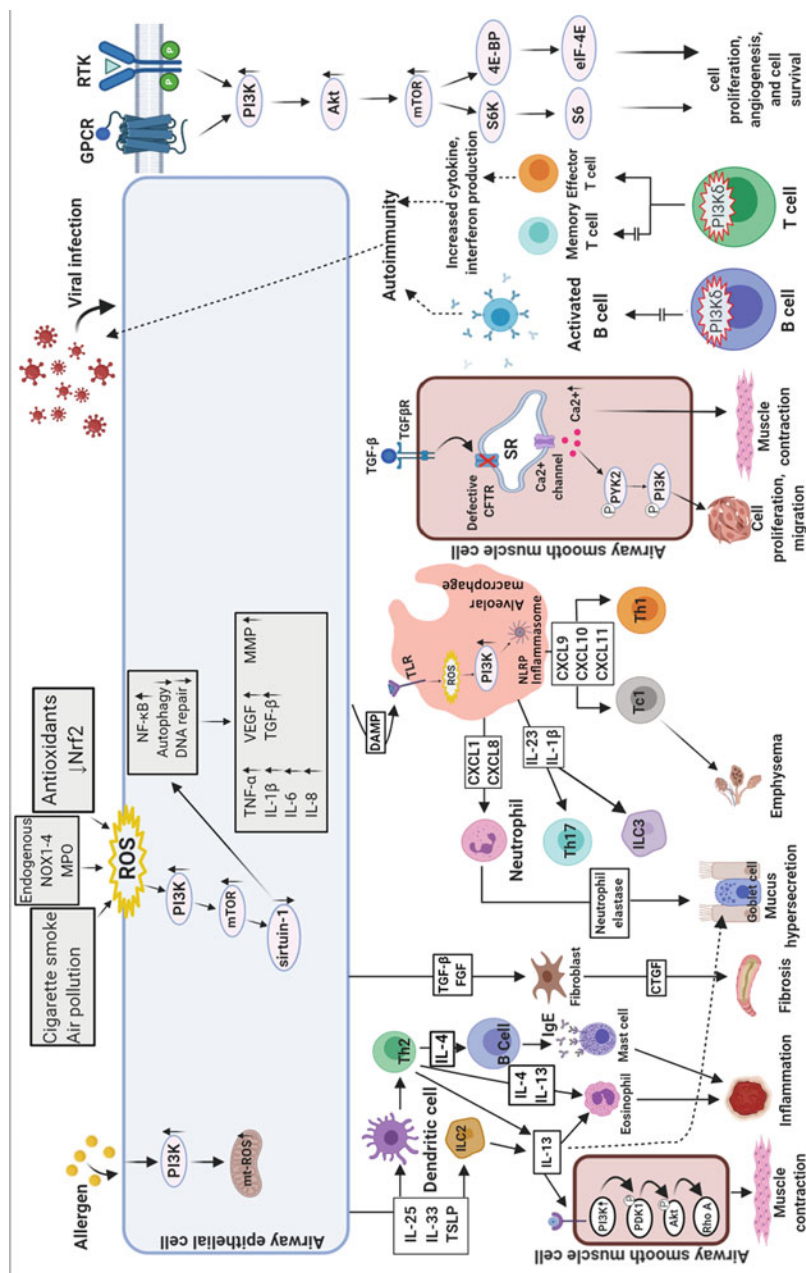 Allergen
PI3K
mt-ROS
Airway epithelial cell
Cigarette smoke
Air pollution
Endogenous
NOX1-4
MPO
Antioxidants
↓Nrf2
ROS
PI3K
mTOR
sirtuin-1
NF-κB
Autophagy
DNA repair
TNF-α
IL-1β
IL-6
IL-8
VEGF
TGF-β
MMP
Viral infection
GPCR
RTK
P
P
PI3K
Akt
mTOR
S6K
4E-BP
S6
eIF-4E
cell
proliferation,
angiogenesis,
and cell
survival
IL-25
IL-33
TSLP
Dendritic cell
ILC2
Th2
IL-4
B Cell
IgE
Mast cell
IL-4
IL-13
Eosinophil
IL-13
PI3K
P
PDK1
P
Akt
Rho A
Airway smooth muscle cell
Muscle
contraction
Inflammation
TGF-β
FGF
Fibroblast
CTGF
Fibrosis
DAMP
TLR
ROS
PI3K
NLRP
Inflammasome
Alveolar
macrophage
CXCL1
CXCL8
Neutrophil
Neutrophil
elastase
Goblet cell
Mucus
hypersecretion
IL-23
IL-1β
Th17
ILC3
CXCL9
CXCL10
CXCL11
Tc1
Th1
Emphysema
TGF-β
TGFβR
Defective
CFTR
SR
Ca2+
channel
Ca2+
P
PYK2
P
PI3K
Airway smooth muscle cell
Cell
proliferation,
migration
Muscle
contraction
Autoimmunity
Increased cytokine,
interferon production
Activated
B cell
Memory
T cell
Effector
T cell
PI3Kδ
B cell
PI3Kδ
T cell